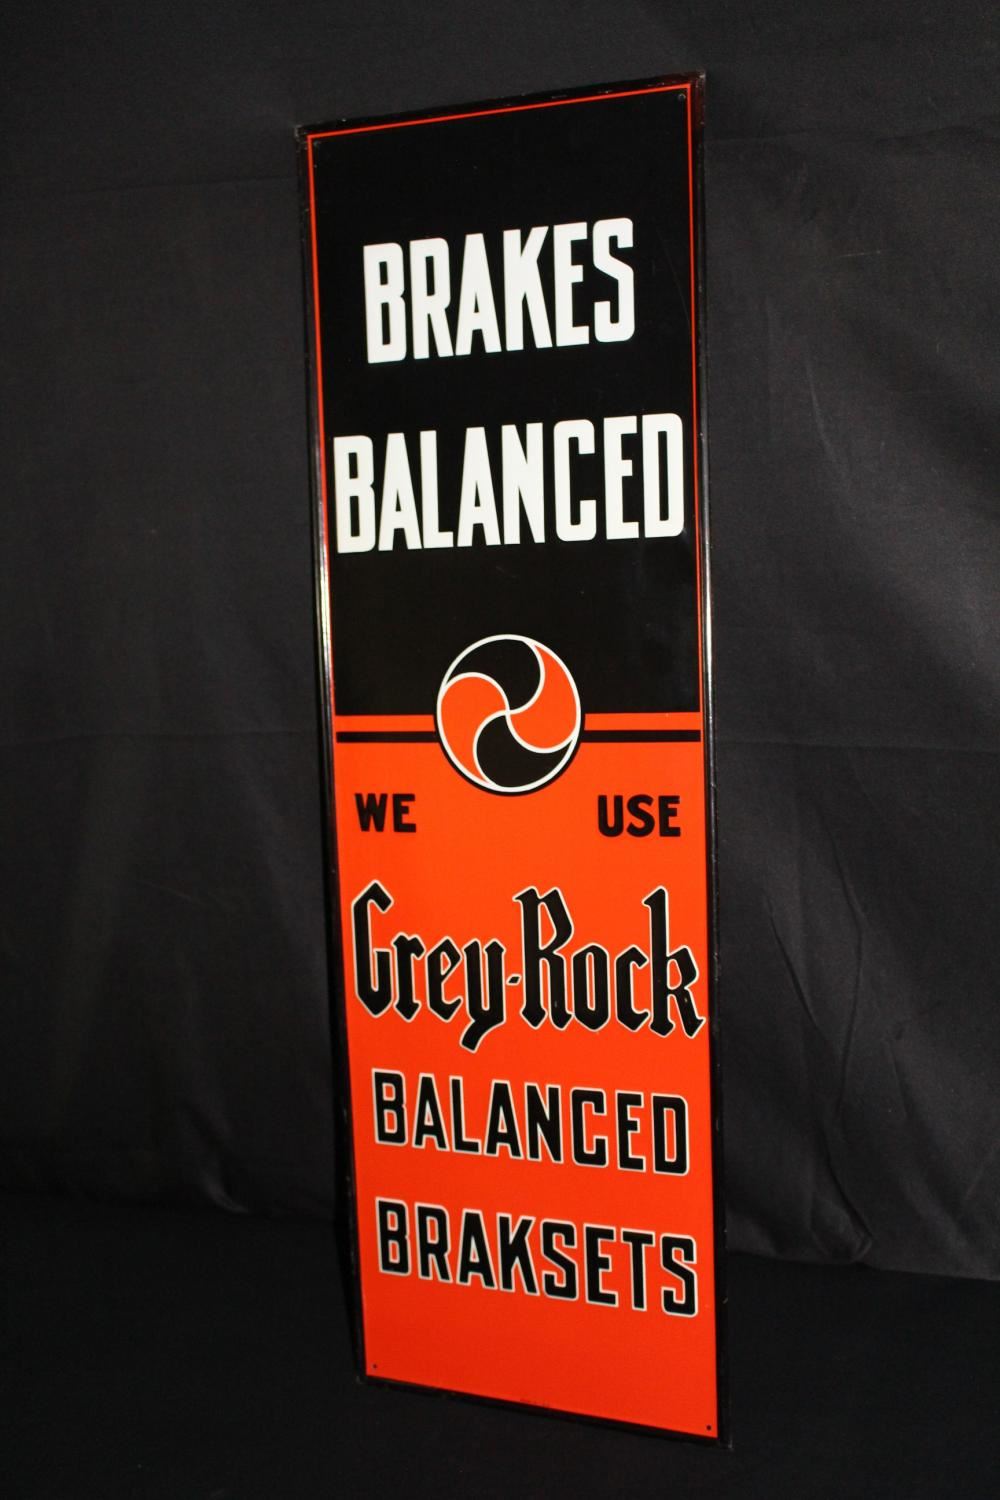 BRAKES
BALANCED
WE USE
Grey-Rock
BALANCED
BRAKSETS